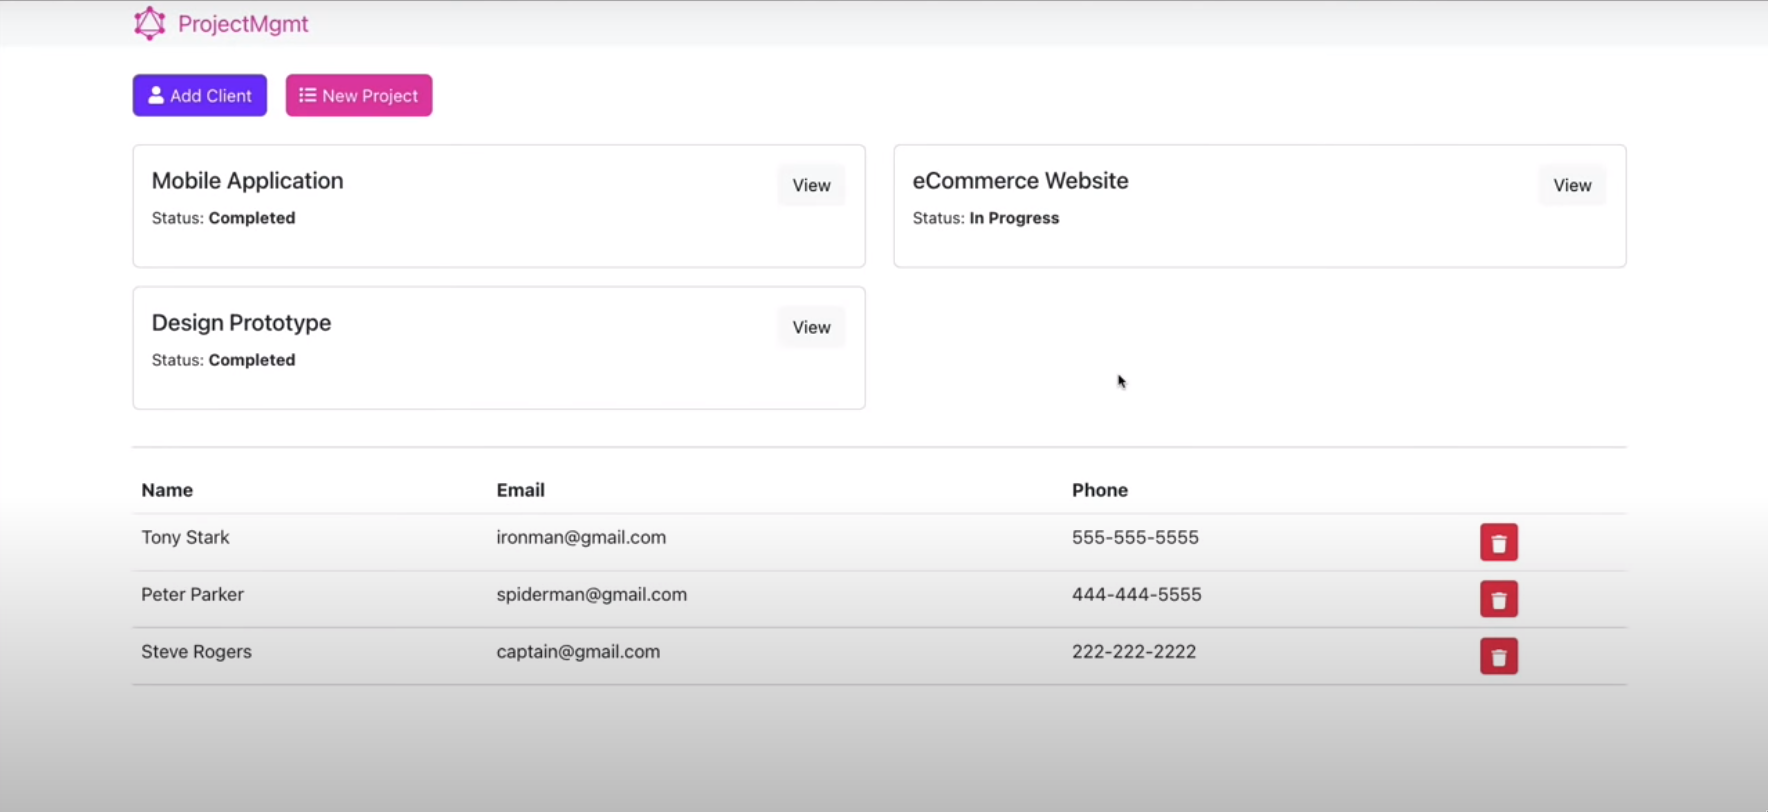 ProjectMgmt
Add Client New Project
Mobile Application View
Status: Completed
eCommerce Website View
Status: In Progress
Design Prototype View
Status: Completed
Name Email Phone
Tony Stark ironman@gmail.com 555-555-5555
Peter Parker spiderman@gmail.com 444-444-5555
Steve Rogers captain@gmail.com 222-222-2222